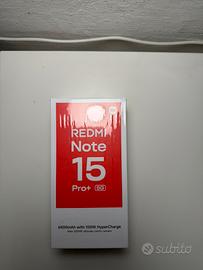 REDMI
Note
15
Pro+ 5G
6500mAh with 100W HyperCharge
subito